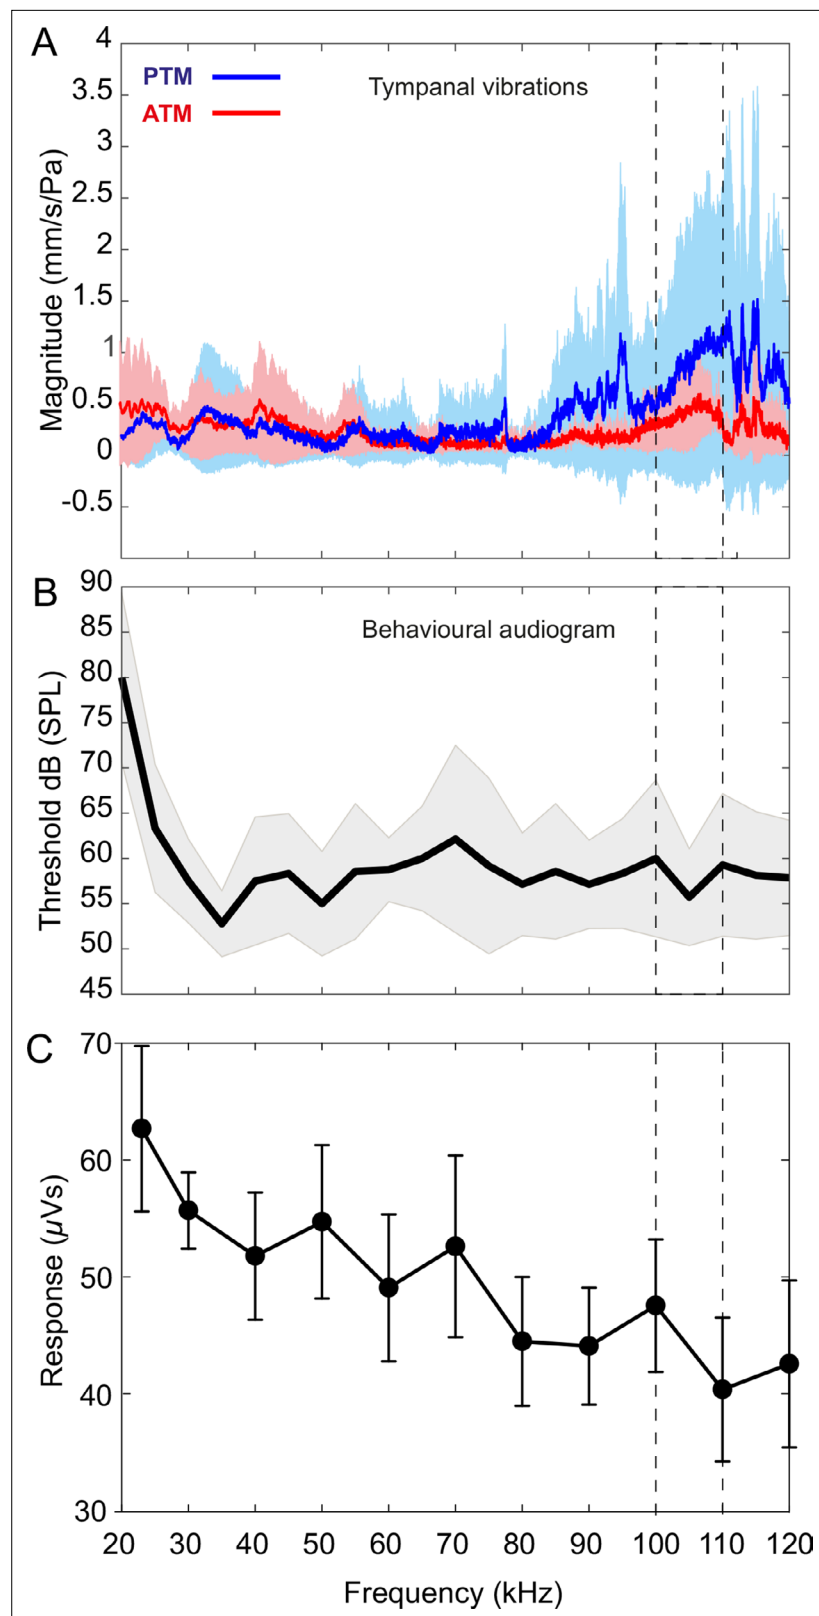 A
4
3.5
3
2.5
2
1.5
1
0.5
0
-0.5
Magnitude (mm/s/Pa)
PTM
ATM
Tympanal vibrations
B
90
85
80
75
70
65
60
55
50
45
Threshold dB (SPL)
Behavioural audiogram
C
70
60
50
40
30
Response (µVs)
20 30 40 50 60 70 80 90 100 110 120
Frequency (kHz)